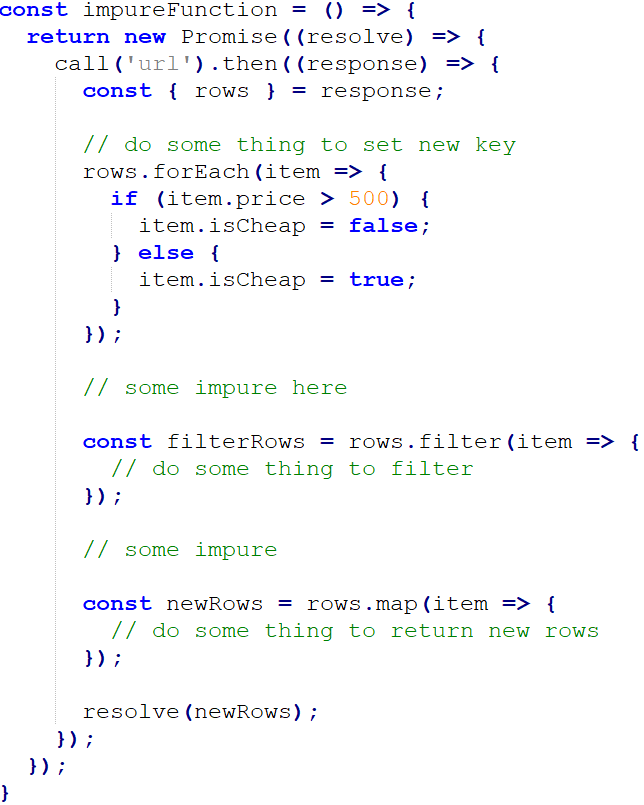 const impureFunction = () => {
  return new Promise((resolve) => {
    call('url').then((response) => {
      const { rows } = response;

      // do some thing to set new key
      rows.forEach(item => {
        if (item.price > 500) {
          item.isCheap = false;
        } else {
          item.isCheap = true;
        }
      });

      // some impure here

      const filterRows = rows.filter(item => {
        // do some thing to filter
      });

      // some impure

      const newRows = rows.map(item => {
        // do some thing to return new rows
      });

      resolve(newRows);
    });
  });
}